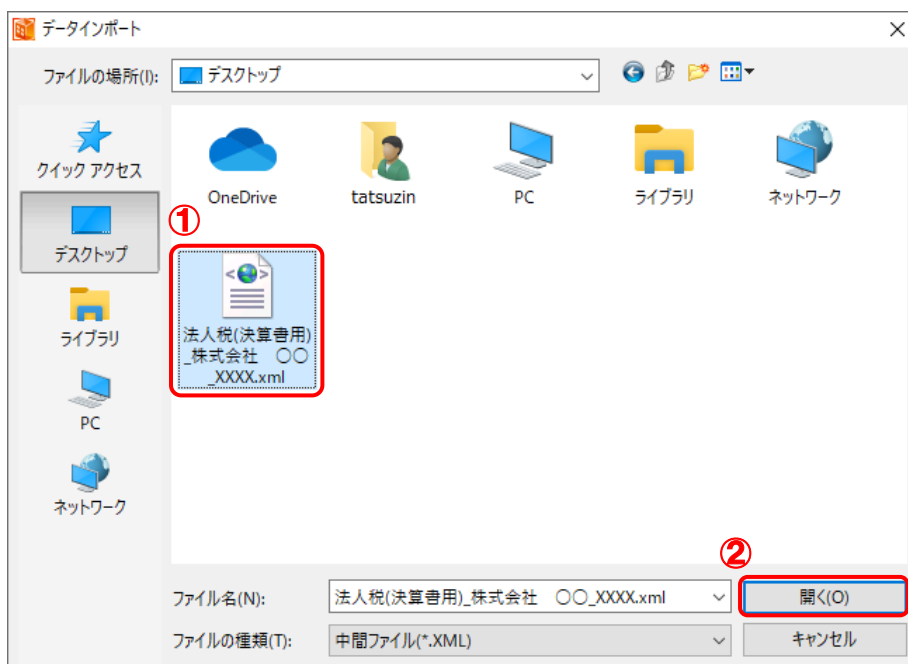 データインポート
ファイルの場所(I):
デスクトップ
クイック アクセス
デスクトップ
ライブラリ
PC
ネットワーク
OneDrive
tatsuzin
PC
ライブラリ
ネットワーク
①
法人税(決算書用)
_株式会社　〇〇
_XXXX.xml
②
ファイル名(N):
法人税(決算書用)_株式会社　〇〇_XXXX.xml
開く(O)
ファイルの種類(T):
中間ファイル(*.XML)
キャンセル